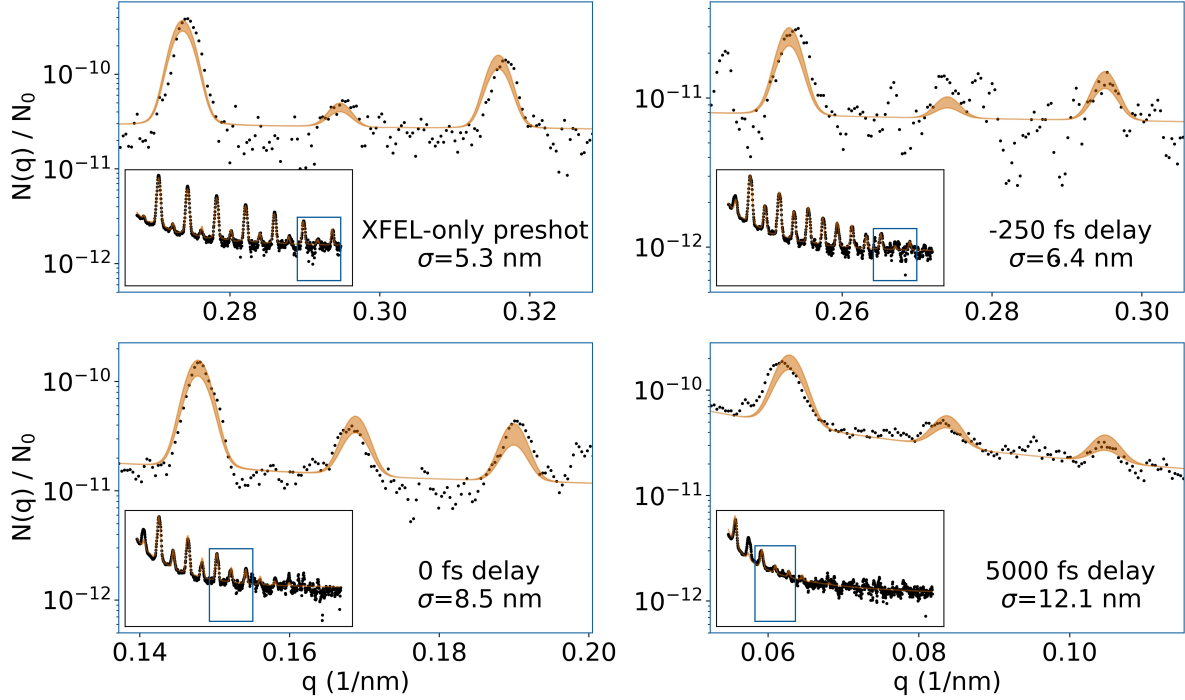 N(q) / N₀
10⁻¹⁰
10⁻¹¹
10⁻¹²
XFEL-only preshot
σ=5.3 nm
0.28
0.30
0.32
10⁻¹¹
10⁻¹²
-250 fs delay
σ=6.4 nm
0.26
0.28
0.30
N(q) / N₀
10⁻¹⁰
10⁻¹¹
10⁻¹²
0 fs delay
σ=8.5 nm
0.14
0.16
0.18
0.20
q (1/nm)
10⁻¹⁰
10⁻¹¹
10⁻¹²
5000 fs delay
σ=12.1 nm
0.06
0.08
0.10
q (1/nm)